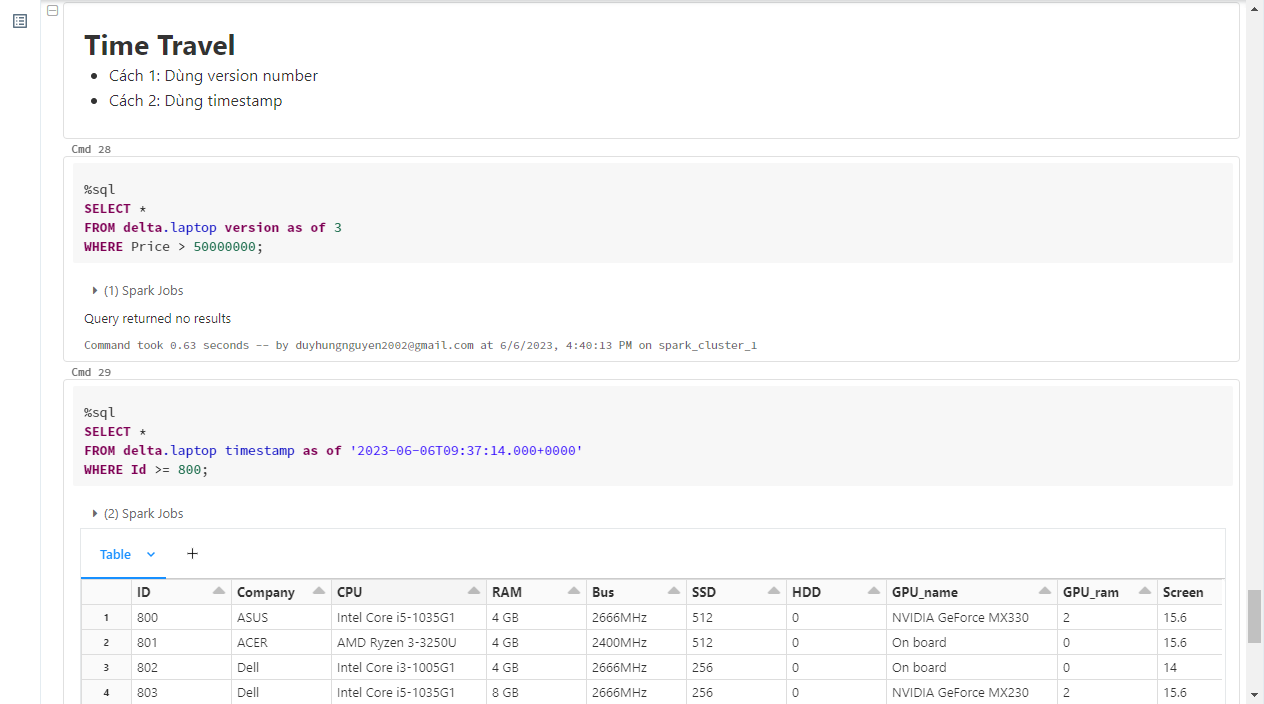 Time Travel
• Cách 1: Dùng version number
• Cách 2: Dùng timestamp
Cmd 28
%sql
SELECT *
FROM delta.laptop version as of 3
WHERE Price > 50000000;
(1) Spark Jobs
Query returned no results
Command took 0.63 seconds -- by duyhungnguyen2002@gmail.com at 6/6/2023, 4:40:13 PM on spark_cluster_1
Cmd 29
%sql
SELECT *
FROM delta.laptop timestamp as of '2023-06-06T09:37:14.000+0000'
WHERE Id >= 800;
(2) Spark Jobs
Table +
ID Company CPU RAM Bus SSD HDD GPU_name GPU_ram Screen
1 800 ASUS Intel Core i5-1035G1 4 GB 2666MHz 512 0 NVIDIA GeForce MX330 2 15.6
2 801 ACER AMD Ryzen 3-3250U 4 GB 2400MHz 512 0 On board 0 15.6
3 802 Dell Intel Core i3-1005G1 4 GB 2666MHz 256 0 On board 0 14
4 803 Dell Intel Core i5-1035G1 8 GB 2666MHz 256 0 NVIDIA GeForce MX230 2 15.6